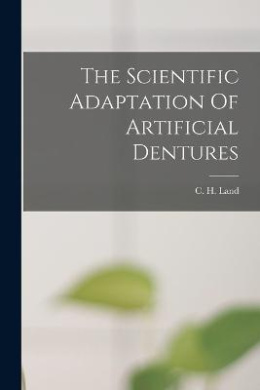 The Scientific
Adaptation Of
Artificial
Dentures
C. H. Land